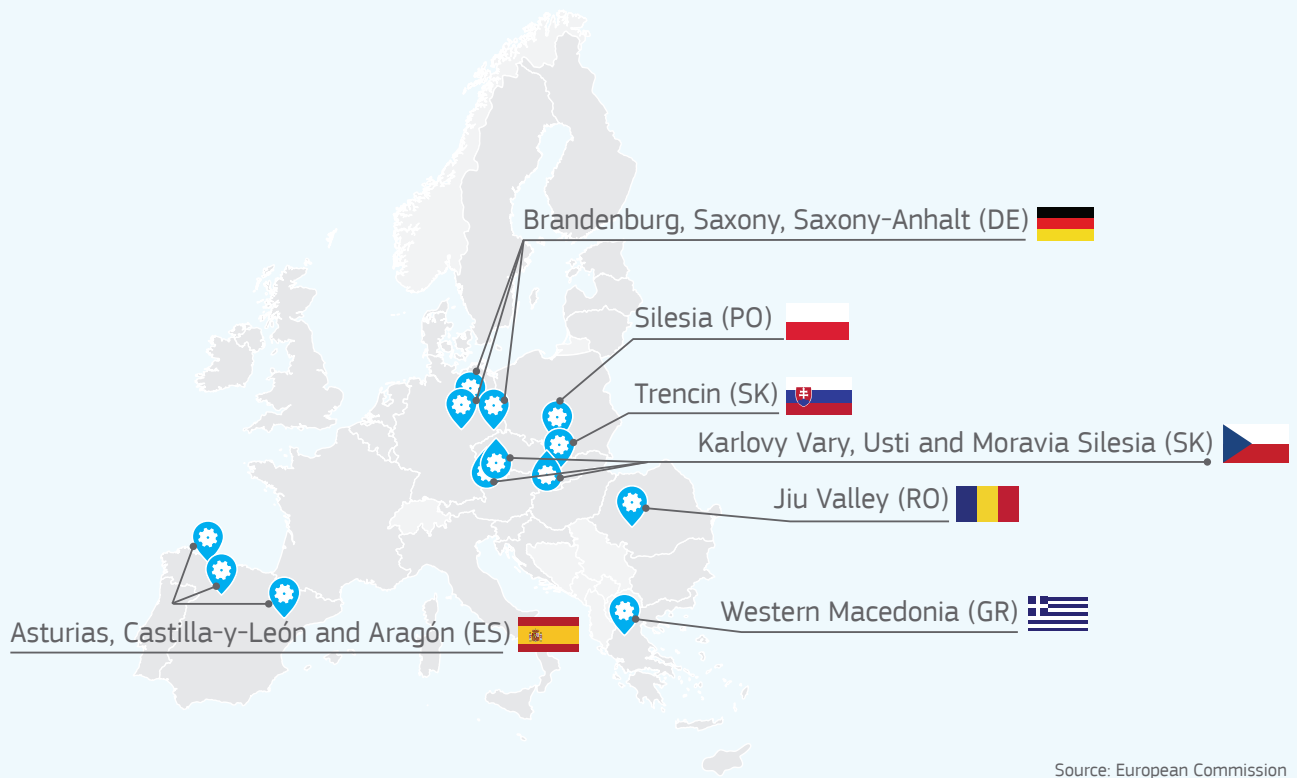 Brandenburg, Saxony, Saxony-Anhalt (DE)
Silesia (PO)
Trencin (SK)
Karlovy Vary, Usti and Moravia Silesia (SK)
Jiu Valley (RO)
Western Macedonia (GR)
Asturias, Castilla-y-León and Aragón (ES)
Source: European Commission